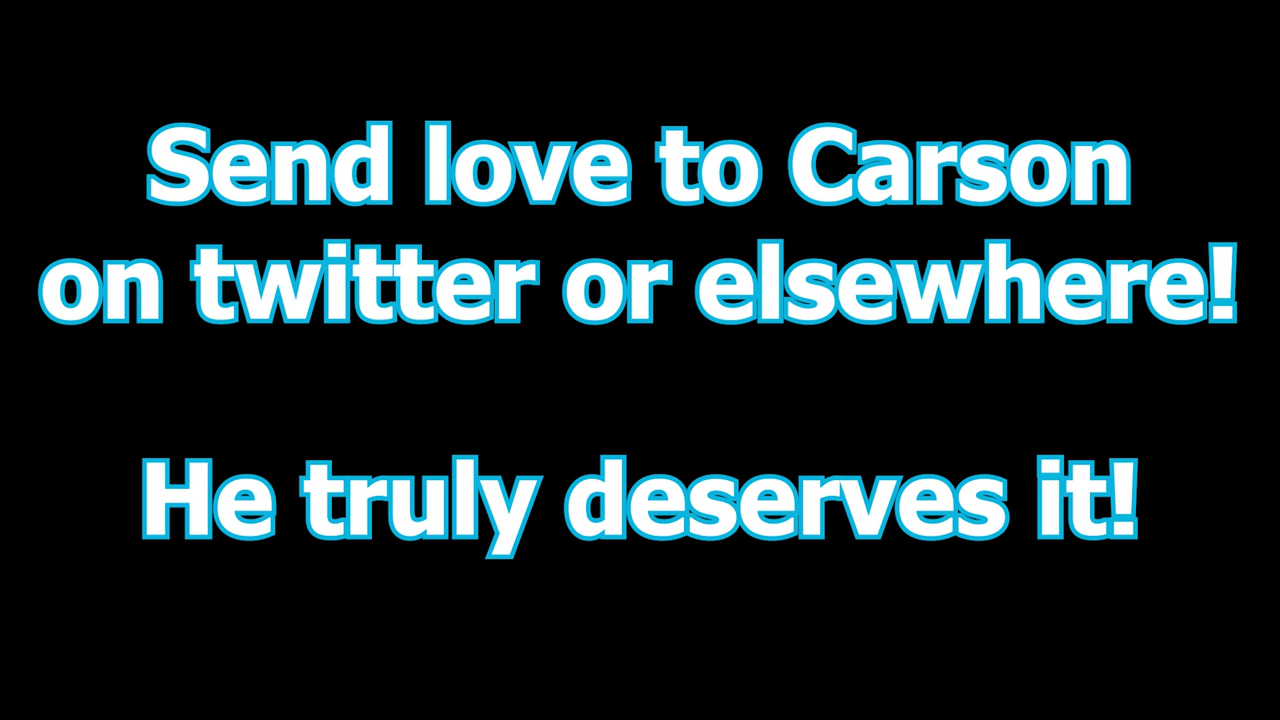 Send love to Carson
on twitter or elsewhere!
He truly deserves it!